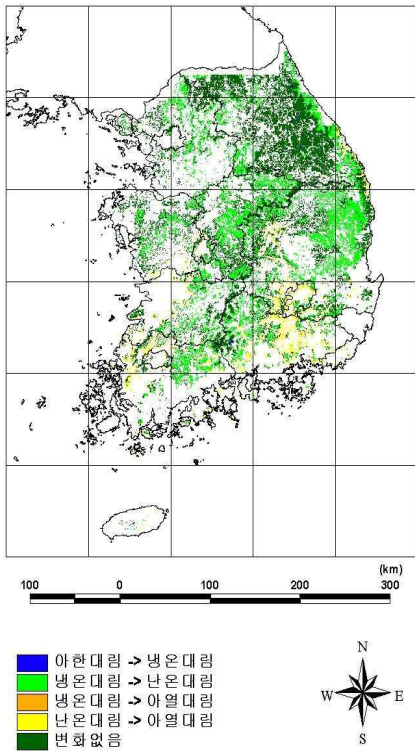 (km)
100 0 100 200 300
아한대림 -> 냉온대림
냉온대림 -> 난온대림
냉온대림 -> 아열대림
난온대림 -> 아열대림
변화없음
N
W E
S